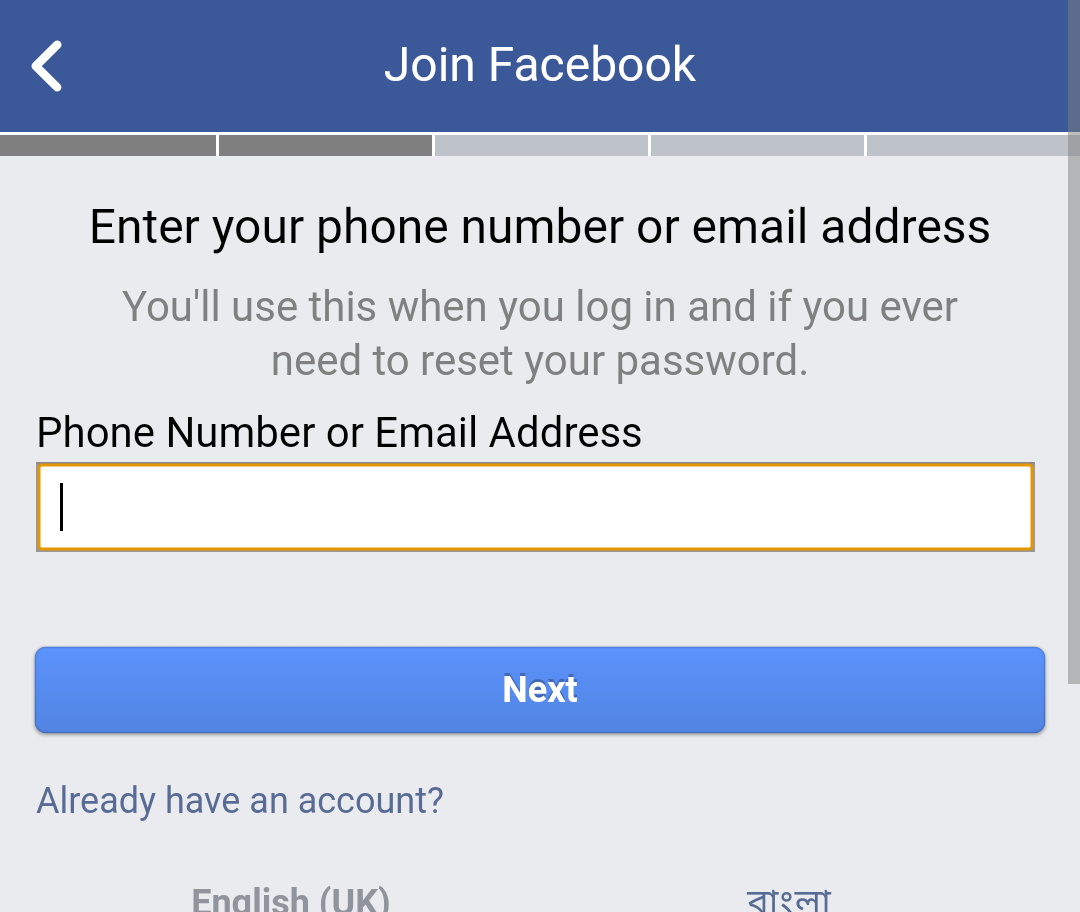 Join Facebook
Enter your phone number or email address
You'll use this when you log in and if you ever
need to reset your password.
Phone Number or Email Address
Next
Already have an account?
English (UK)
বাংলা